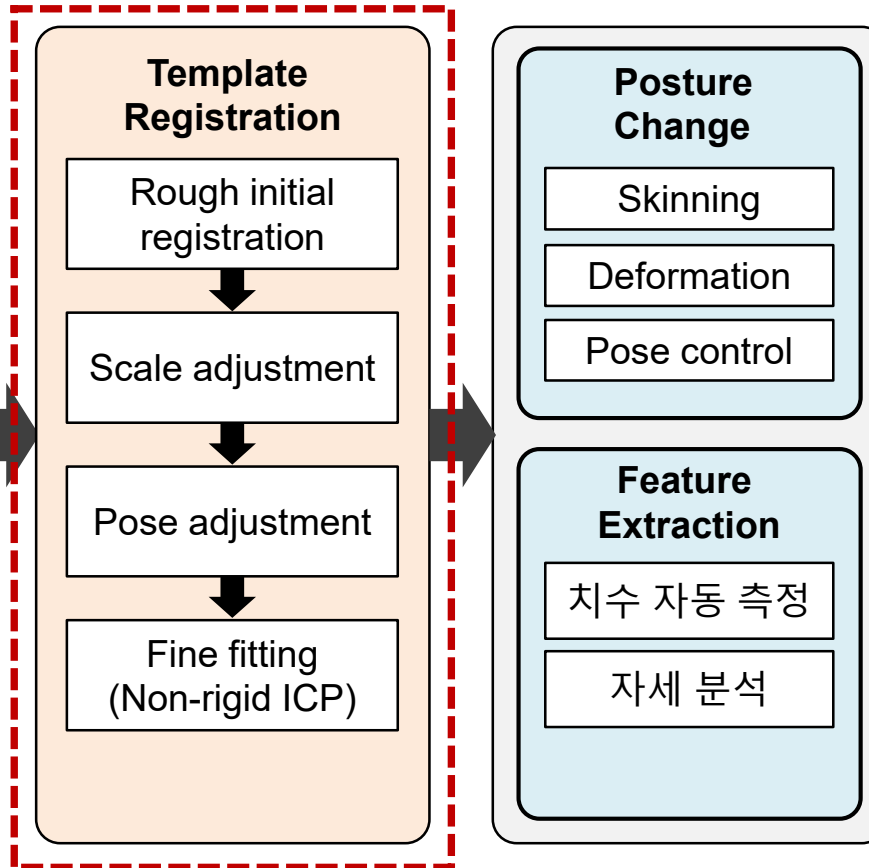 Template
Registration
Rough initial
registration
Scale adjustment
Pose adjustment
Fine fitting
(Non-rigid ICP)
Posture
Change
Skinning
Deformation
Pose control
Feature
Extraction
치수 자동 측정
자세 분석